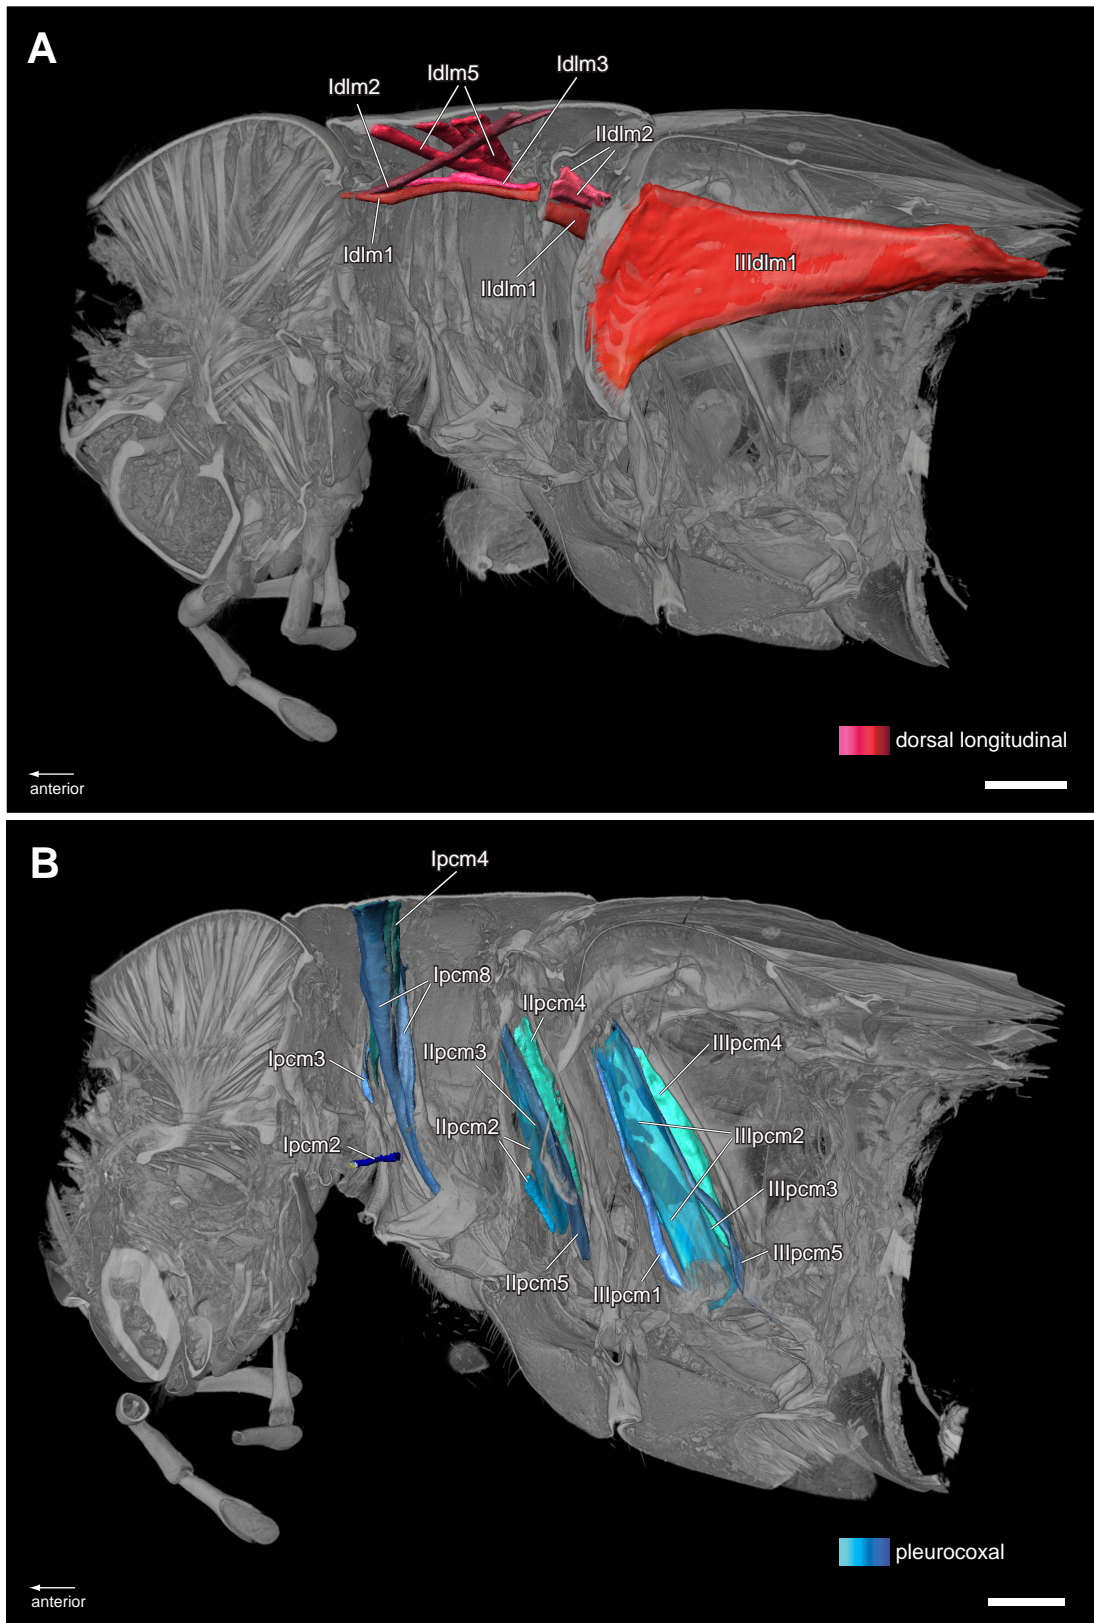 A
Idlm2
Idlm5
Idlm3
IIdlm2
Idlm1
IIdlm1
IIIdlm1
dorsal longitudinal
anterior
B
Ipcm4
Ipcm8
IIpcm4
Ipcm3
IIpcm3
IIIpcm4
Ipcm2
IIpcm2
IIIpcm2
IIIpcm3
IIpcm5
IIIpcm1
IIIpcm5
pleurocoxal
anterior